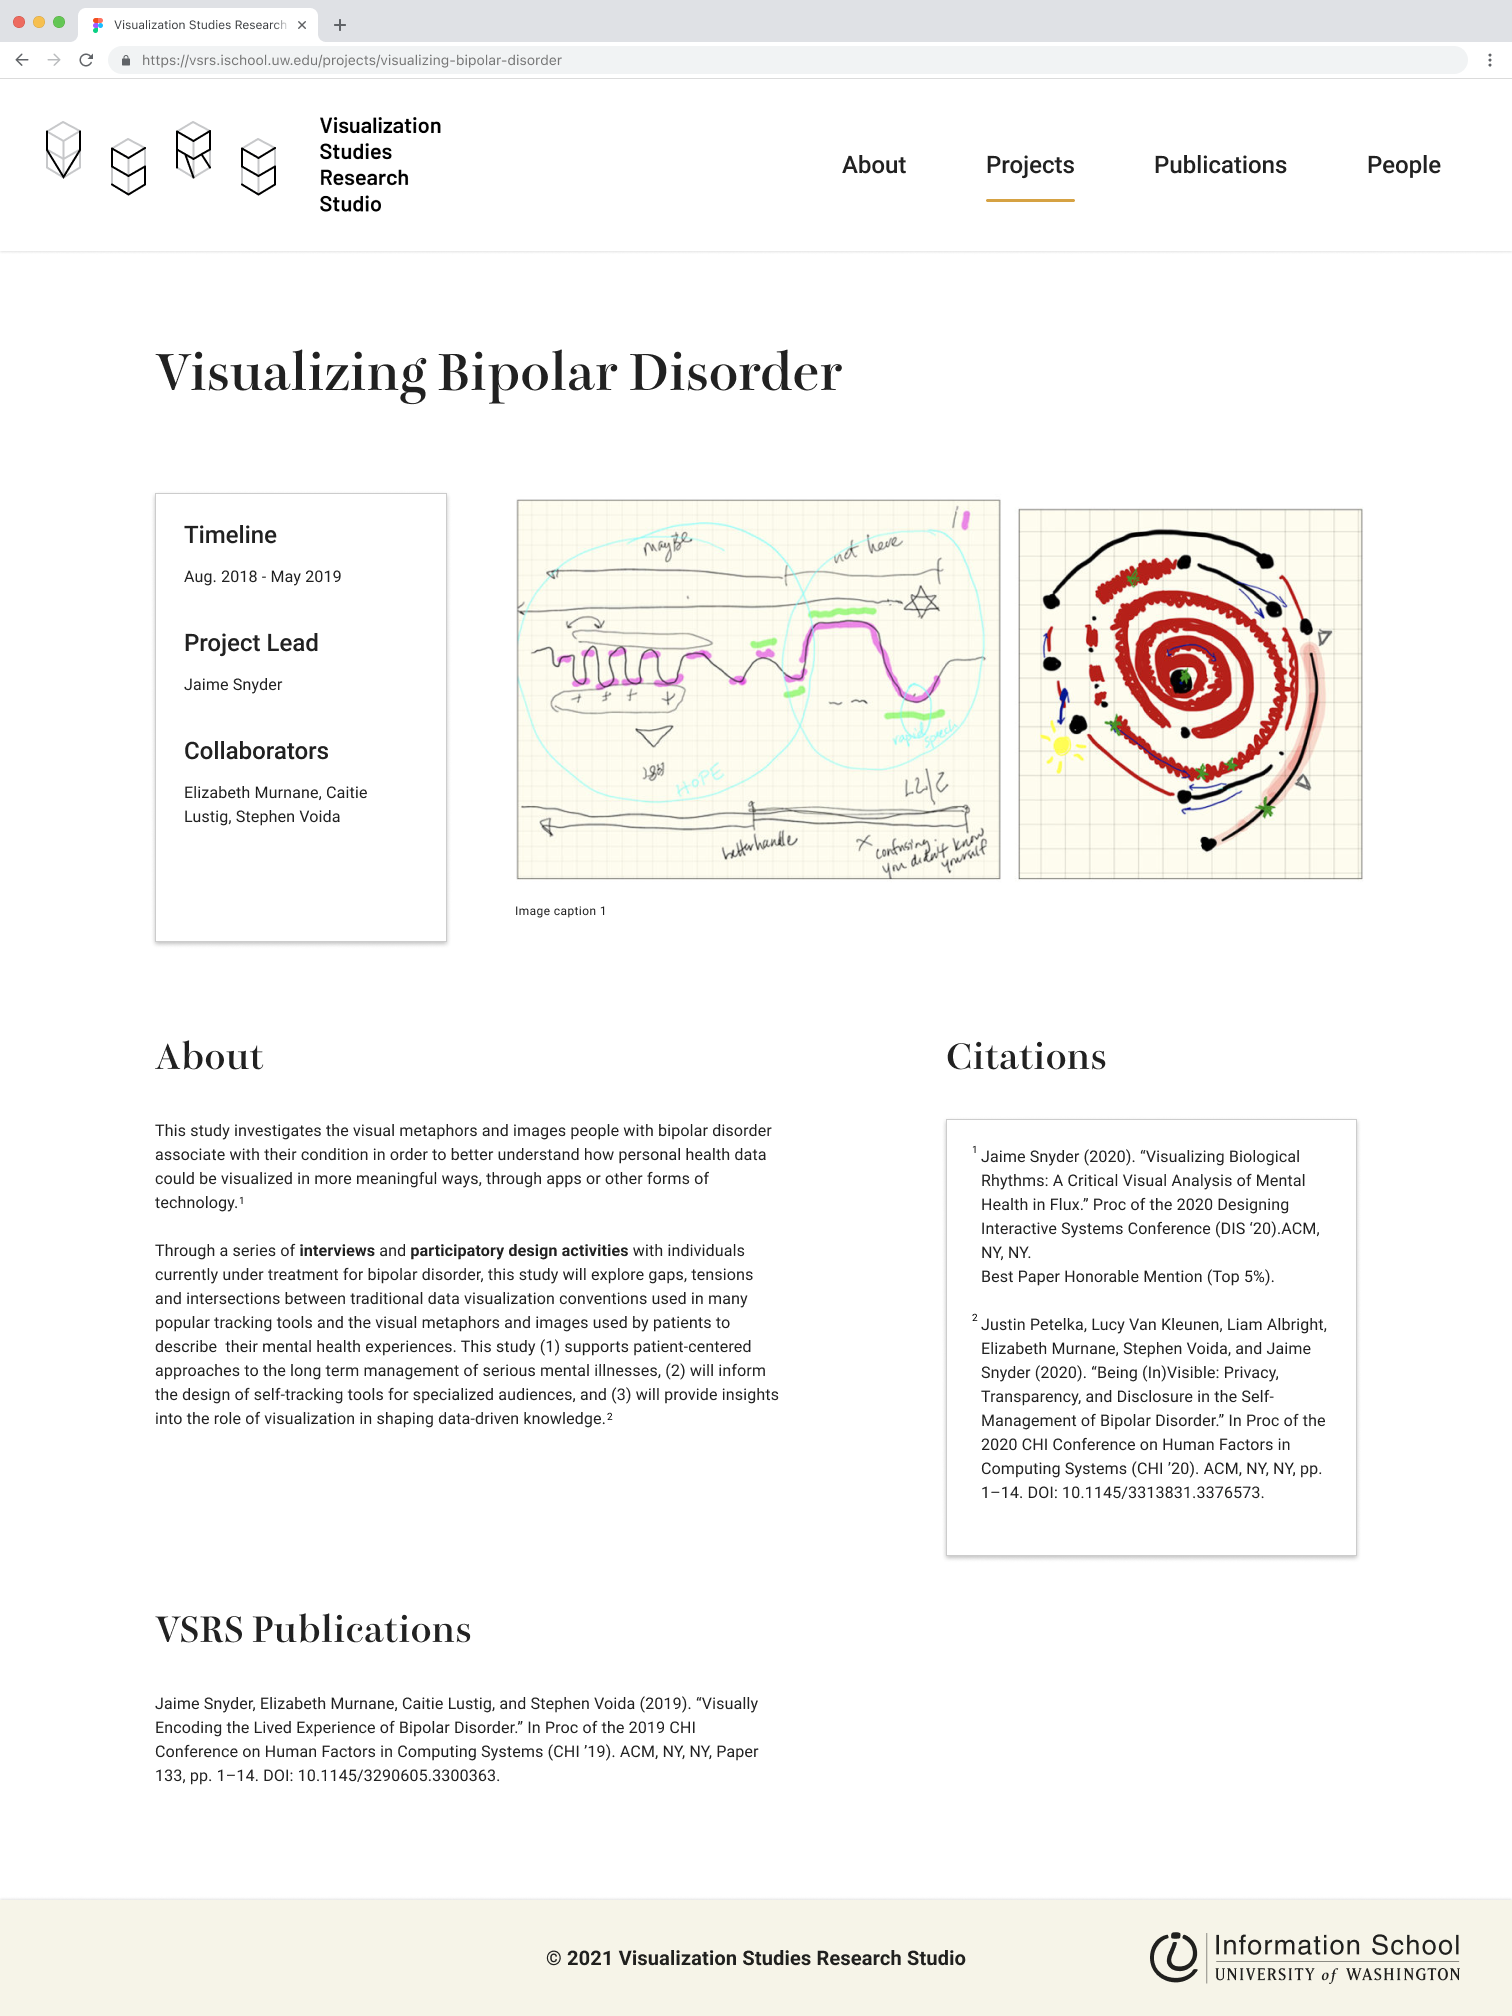 Visualization Studies Research
https://vsrs.ischool.uw.edu/projects/visualizing-bipolar-disorder
VSRS
Visualization
Studies
Research
Studio
About
Projects
Publications
People
Visualizing Bipolar Disorder
Timeline
Aug. 2018 - May 2019
Project Lead
Jaime Snyder
Collaborators
Elizabeth Murnane, Caitie
Lustig, Stephen Voida
maybe
not here
rapid speech
HOPE
L2/2
better handle
x confusing.
you didn't know
yourself
Image caption 1
About
This study investigates the visual metaphors and images people with bipolar disorder
associate with their condition in order to better understand how personal health data
could be visualized in more meaningful ways, through apps or other forms of
technology.¹
Through a series of interviews and participatory design activities with individuals
currently under treatment for bipolar disorder, this study will explore gaps, tensions
and intersections between traditional data visualization conventions used in many
popular tracking tools and the visual metaphors and images used by patients to
describe  their mental health experiences. This study (1) supports patient-centered
approaches to the long term management of serious mental illnesses, (2) will inform
the design of self-tracking tools for specialized audiences, and (3) will provide insights
into the role of visualization in shaping data-driven knowledge.²
Citations
¹ Jaime Snyder (2020). “Visualizing Biological
Rhythms: A Critical Visual Analysis of Mental
Health in Flux.” Proc of the 2020 Designing
Interactive Systems Conference (DIS ’20).ACM,
NY, NY.
Best Paper Honorable Mention (Top 5%).
² Justin Petelka, Lucy Van Kleunen, Liam Albright,
Elizabeth Murnane, Stephen Voida, and Jaime
Snyder (2020). “Being (In)Visible: Privacy,
Transparency, and Disclosure in the Self-
Management of Bipolar Disorder.” In Proc of the
2020 CHI Conference on Human Factors in
Computing Systems (CHI ’20). ACM, NY, NY, pp.
1–14. DOI: 10.1145/3313831.3376573.
VSRS Publications
Jaime Snyder, Elizabeth Murnane, Caitie Lustig, and Stephen Voida (2019). “Visually
Encoding the Lived Experience of Bipolar Disorder.” In Proc of the 2019 CHI
Conference on Human Factors in Computing Systems (CHI ’19). ACM, NY, NY, Paper
133, pp. 1–14. DOI: 10.1145/3290605.3300363.
© 2021 Visualization Studies Research Studio
Information School
UNIVERSITY of WASHINGTON